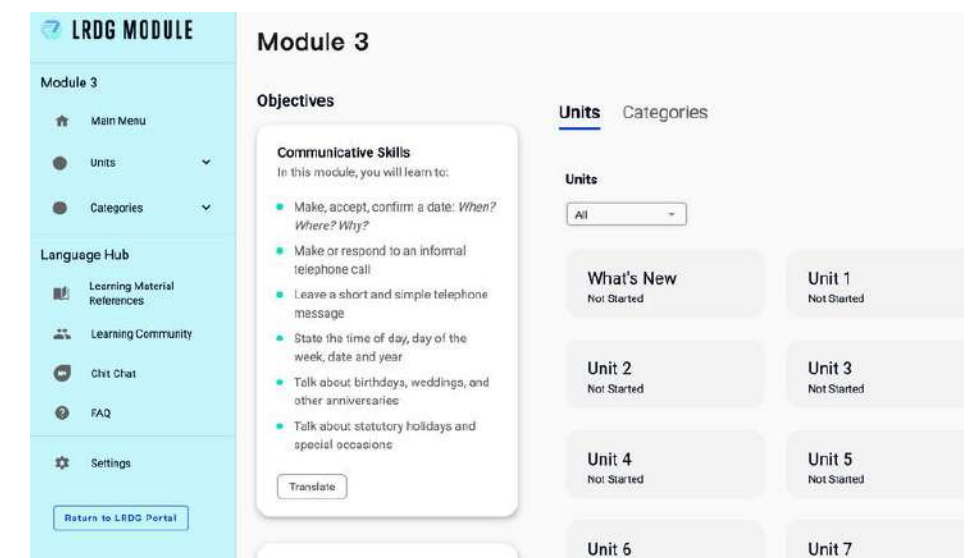 LRDG MODULE
Module 3
Main Menu
Units
Categories
Language Hub
Learning Material
References
Learning Community
Chit Chat
FAQ
Settings
Return to LRDG Portal
Module 3
Objectives
Communicative Skills
In this module, you will learn to:
Make, accept, confirm a date: When?
Where? Why?
Make or respond to an informal
telephone call
Leave a short and simple telephone
message
State the time of day, day of the
week, date and year
Talk about birthdays, weddings, and
other anniversaries
Talk about statutory holidays and
special occasions
Translate
Units Categories
Units
All
What's New
Not Started
Unit 1
Not Started
Unit 2
Not Started
Unit 3
Not Started
Unit 4
Not Started
Unit 5
Not Started
Unit 6
Unit 7